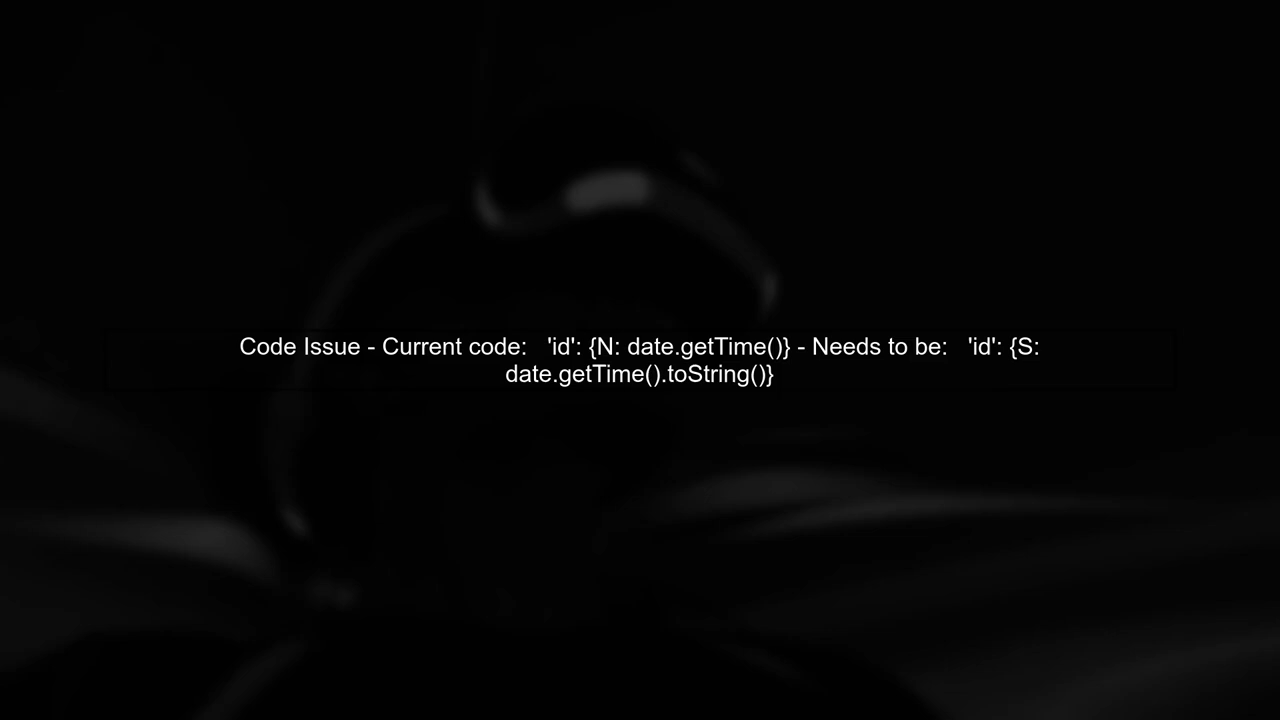 Code Issue - Current code:   'id': {N: date.getTime()} - Needs to be:   'id': {S:
date.getTime().toString()}